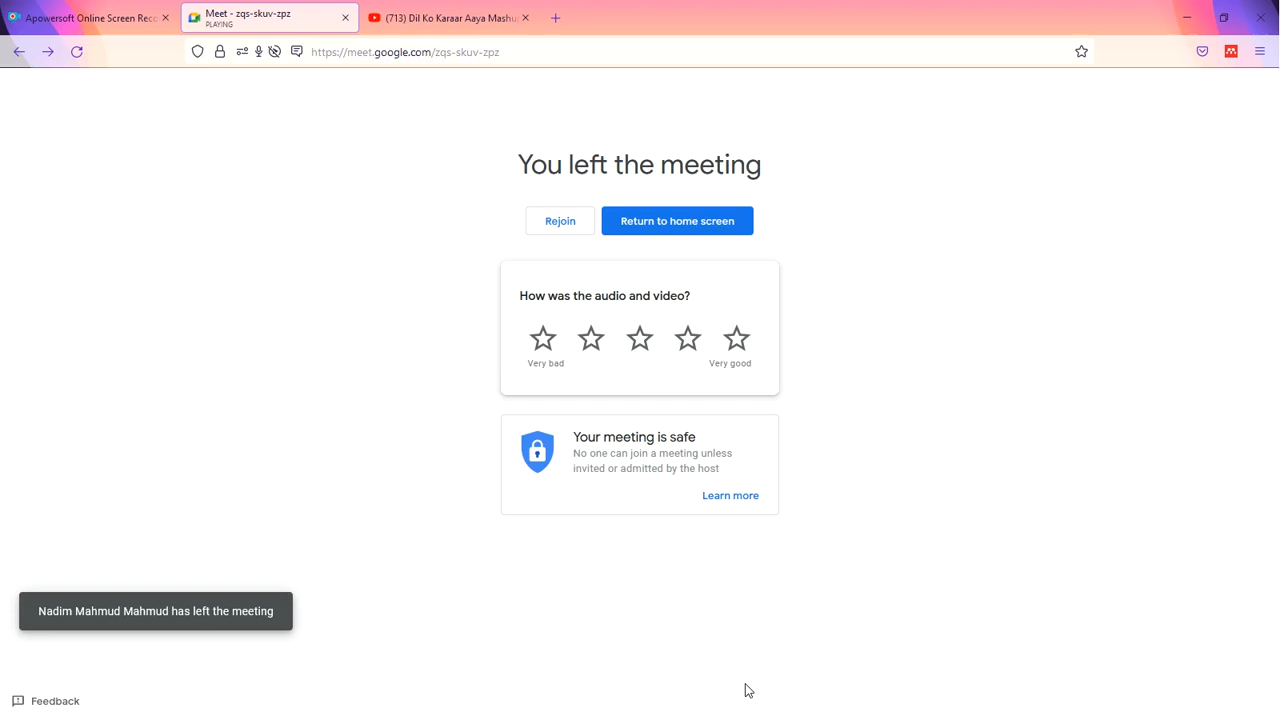 Apowersoft Online Screen Reco
Meet - zqs-skuv-zpz
PLAYING
(713) Dil Ko Karaar Aaya Mashu
https://meet.google.com/zqs-skuv-zpz
You left the meeting
Rejoin
Return to home screen
How was the audio and video?
Very bad
Very good
Your meeting is safe
No one can join a meeting unless
invited or admitted by the host
Learn more
Nadim Mahmud Mahmud has left the meeting
Feedback